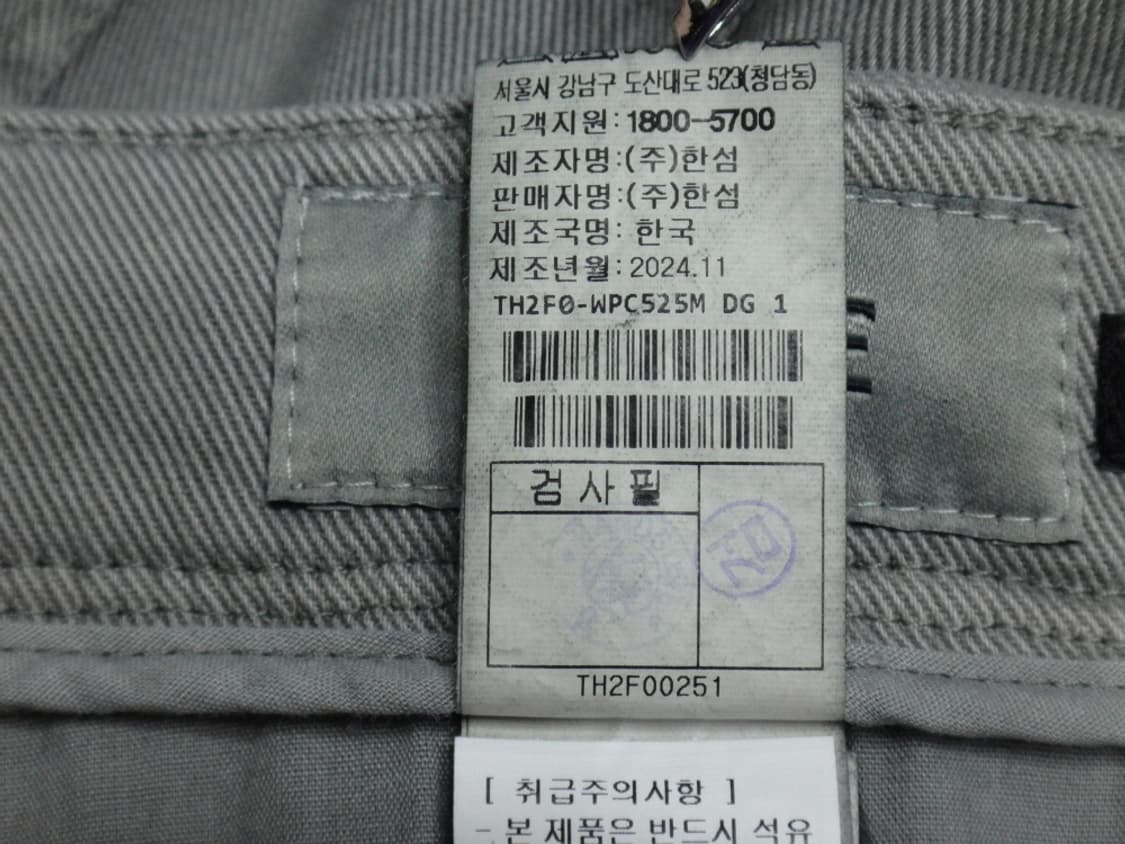 서울시 강남구 도산대로 523(청담동)
고객지원:1800-5700
제조자명:(주)한섬
판매자명:(주)한섬
제조국명: 한국
제조년월: 2024.11
TH2F0-WPC525M DG 1
검사필
TH2F00251
[ 취급주의사항 ]
- 본 제품은 반드시 석유